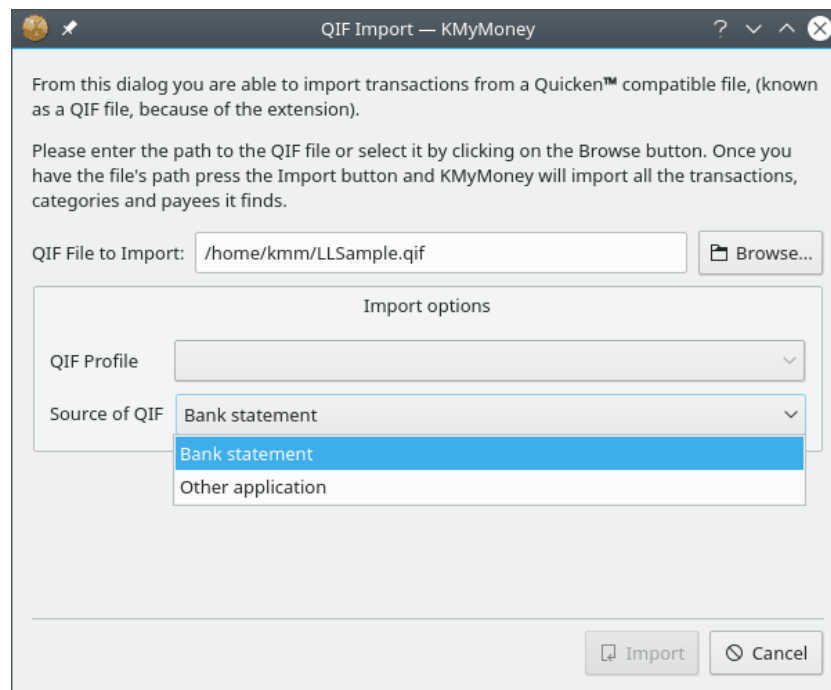 QIF Import — KMyMoney
From this dialog you are able to import transactions from a Quicken™ compatible file, (known
as a QIF file, because of the extension).
Please enter the path to the QIF file or select it by clicking on the Browse button. Once you
have the file's path press the Import button and KMyMoney will import all the transactions,
categories and payees it finds.
QIF File to Import: /home/kmm/LLSample.qif Browse...
Import options
QIF Profile
Source of QIF Bank statement
Bank statement
Other application
Import Cancel